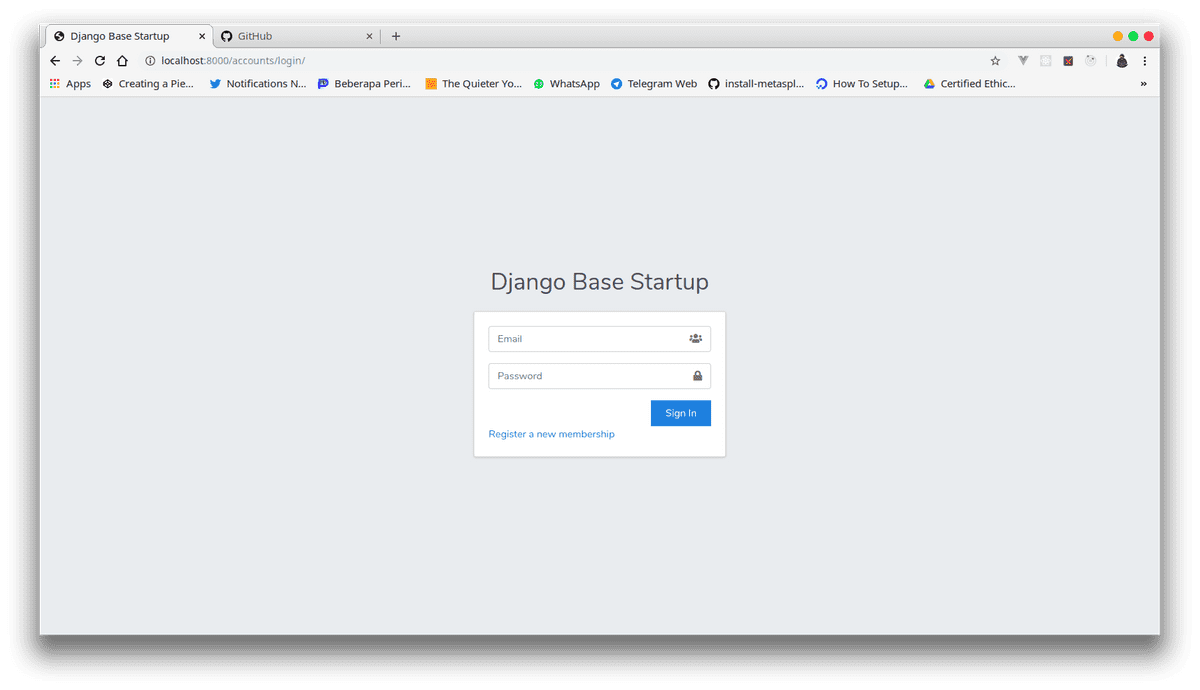 Django Base Startup GitHub
localhost:8000/accounts/login/
Apps Creating a Pie... Notifications N... Beberapa Peri... The Quieter Yo... WhatsApp Telegram Web install-metaspl... How To Setup... Certified Ethic... »
Django Base Startup
Email
Password
Sign In
Register a new membership